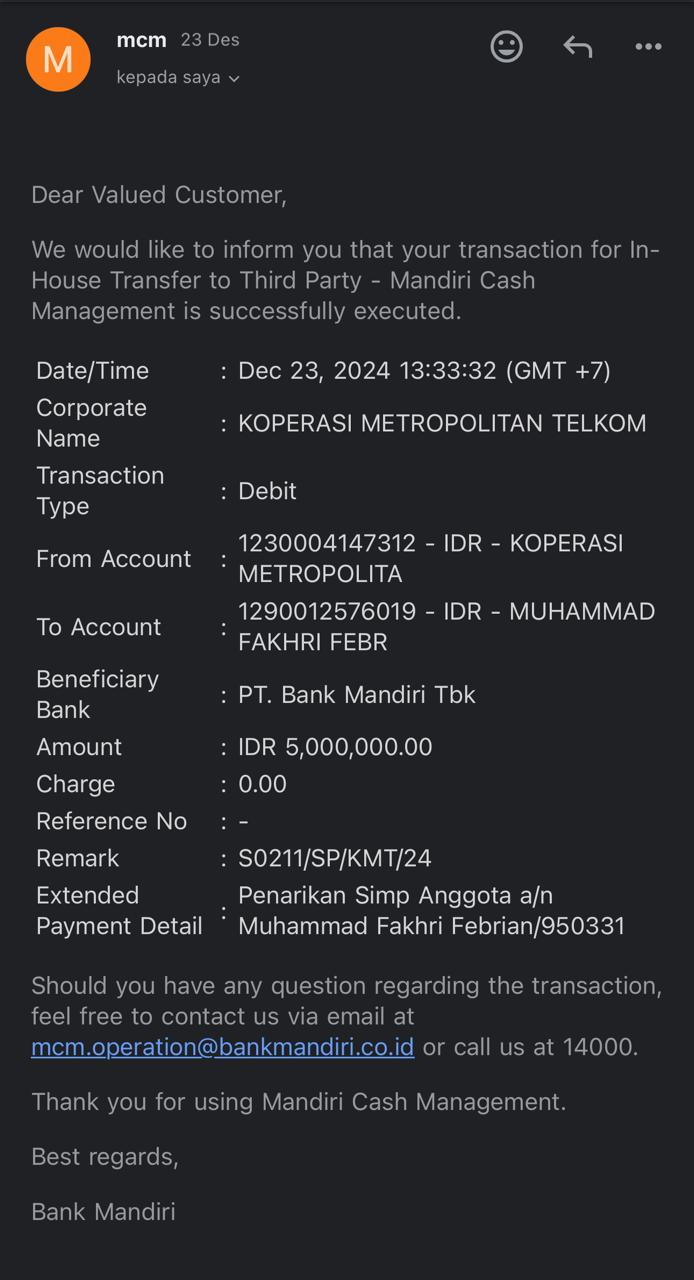 M
mcm 23 Des
kepada saya
Dear Valued Customer,
We would like to inform you that your transaction for In-
House Transfer to Third Party - Mandiri Cash
Management is successfully executed.
Date/Time : Dec 23, 2024 13:33:32 (GMT +7)
Corporate
Name : KOPERASI METROPOLITAN TELKOM
Transaction
Type : Debit
From Account : 1230004147312 - IDR - KOPERASI
METROPOLITA
To Account : 1290012576019 - IDR - MUHAMMAD
FAKHRI FEBR
Beneficiary
Bank : PT. Bank Mandiri Tbk
Amount : IDR 5,000,000.00
Charge : 0.00
Reference No : -
Remark : S0211/SP/KMT/24
Extended
Payment Detail : Penarikan Simp Anggota a/n
Muhammad Fakhri Febrian/950331
Should you have any question regarding the transaction,
feel free to contact us via email at
mcm.operation@bankmandiri.co.id or call us at 14000.
Thank you for using Mandiri Cash Management.
Best regards,
Bank Mandiri